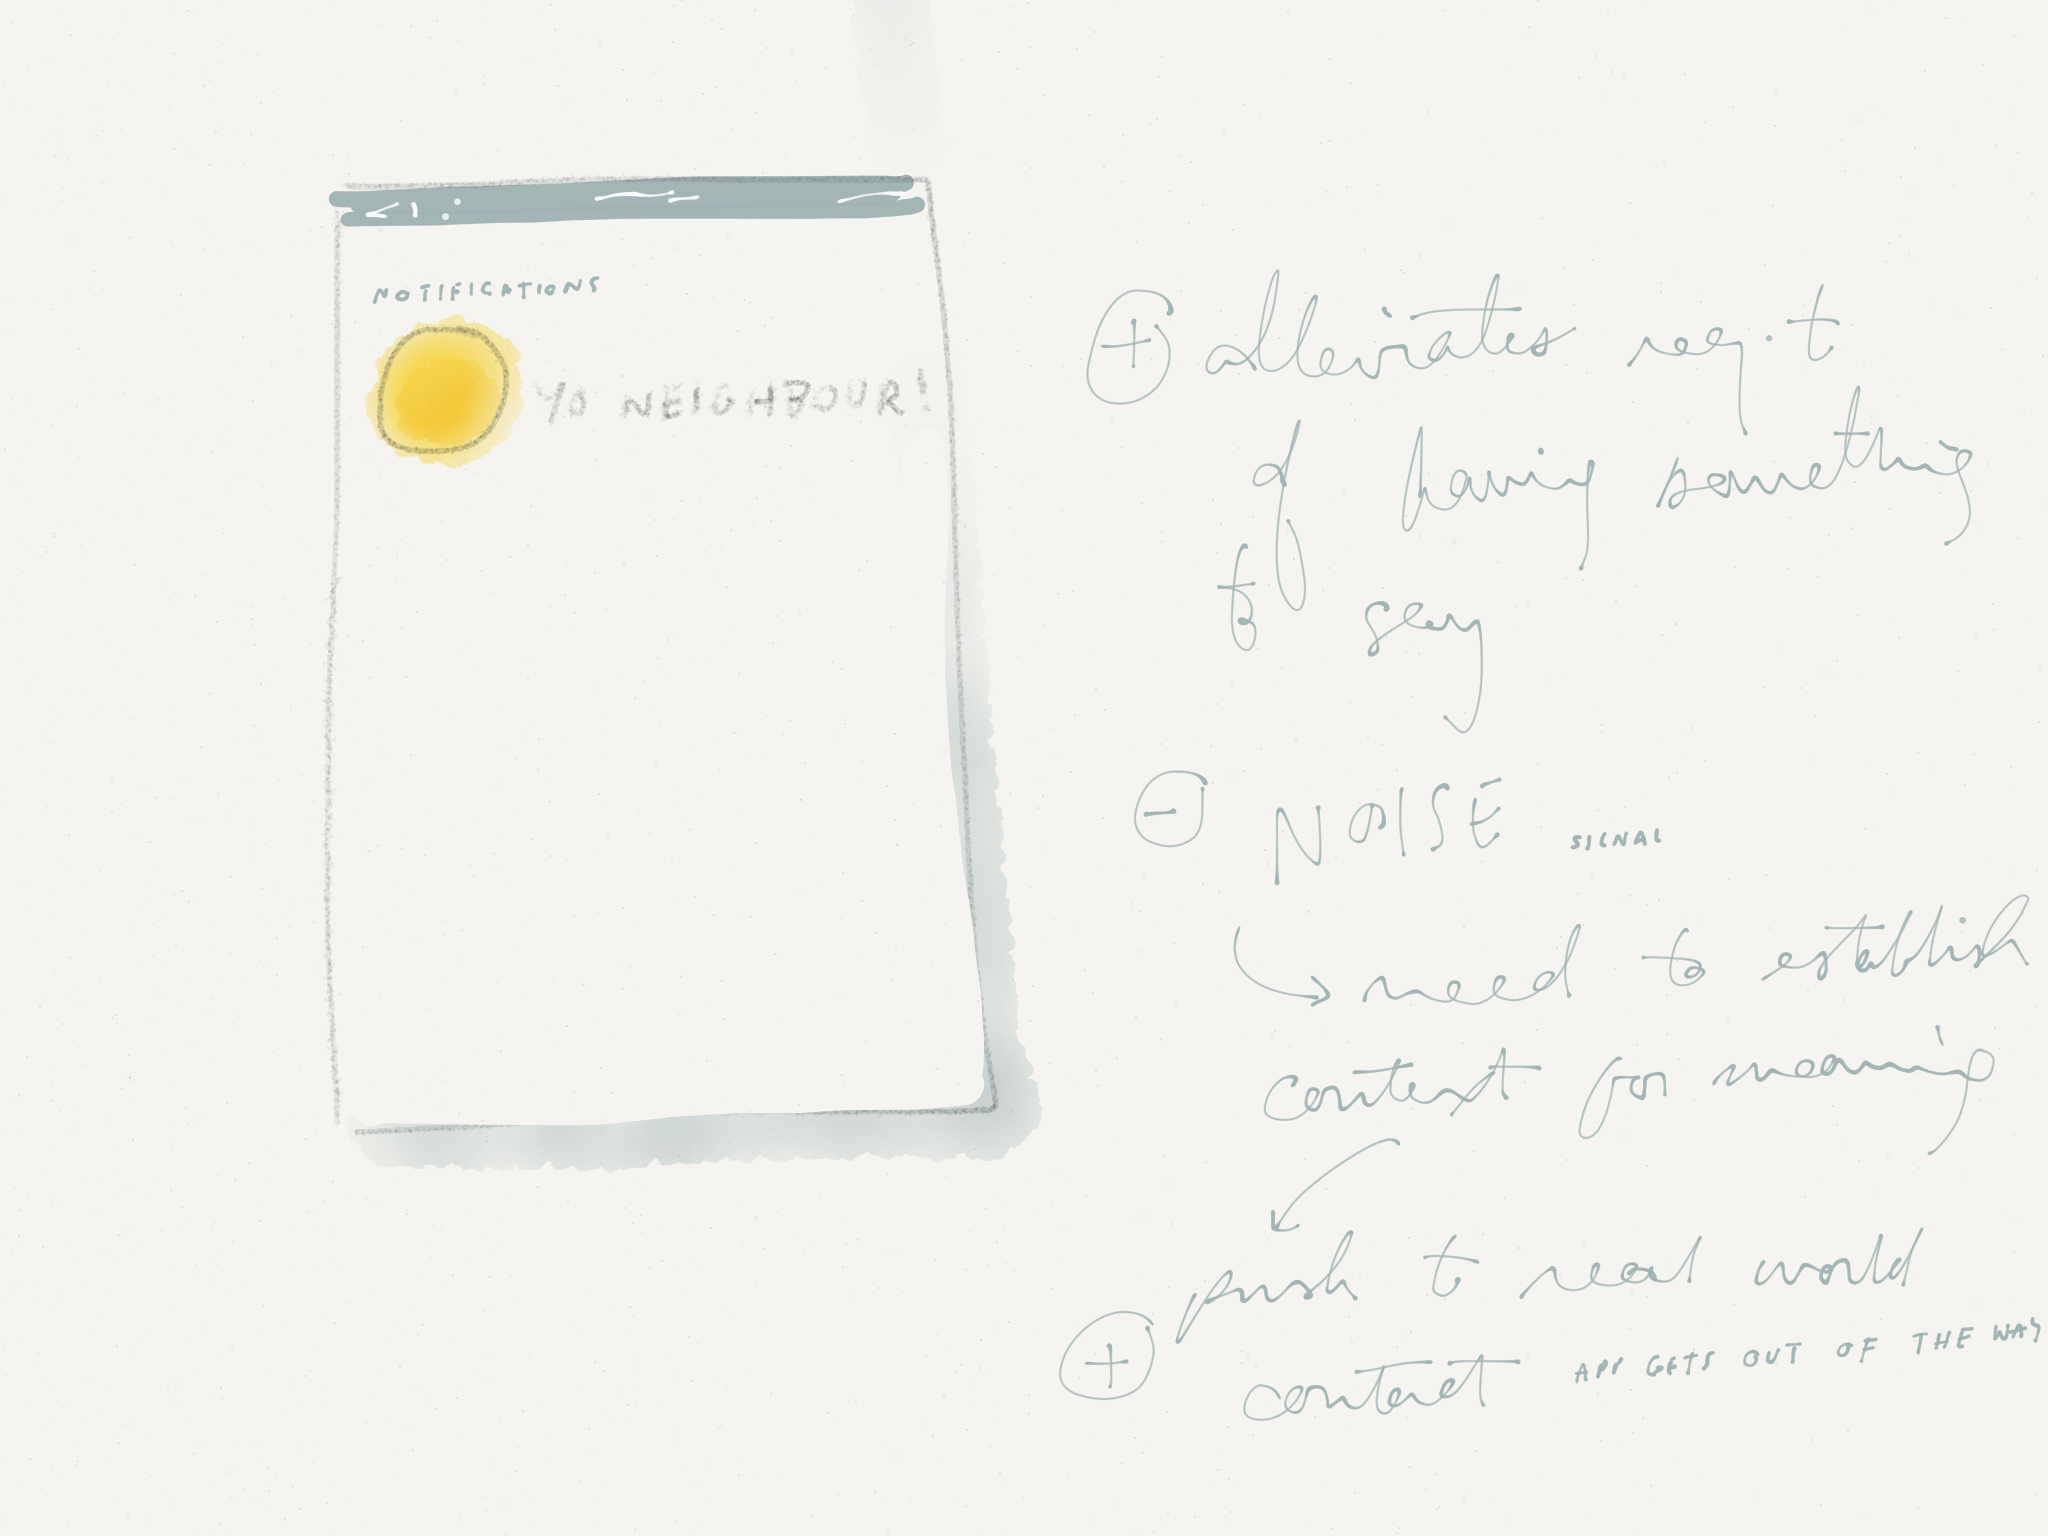 NOTIFICATIONS
YO NEIGHBOUR!
+ alleviates req.t
of having something
to say
- NOISE SIGNAL
→ need to establish
context for meaning
push to real world
+ contact APP GETS OUT OF THE WAY